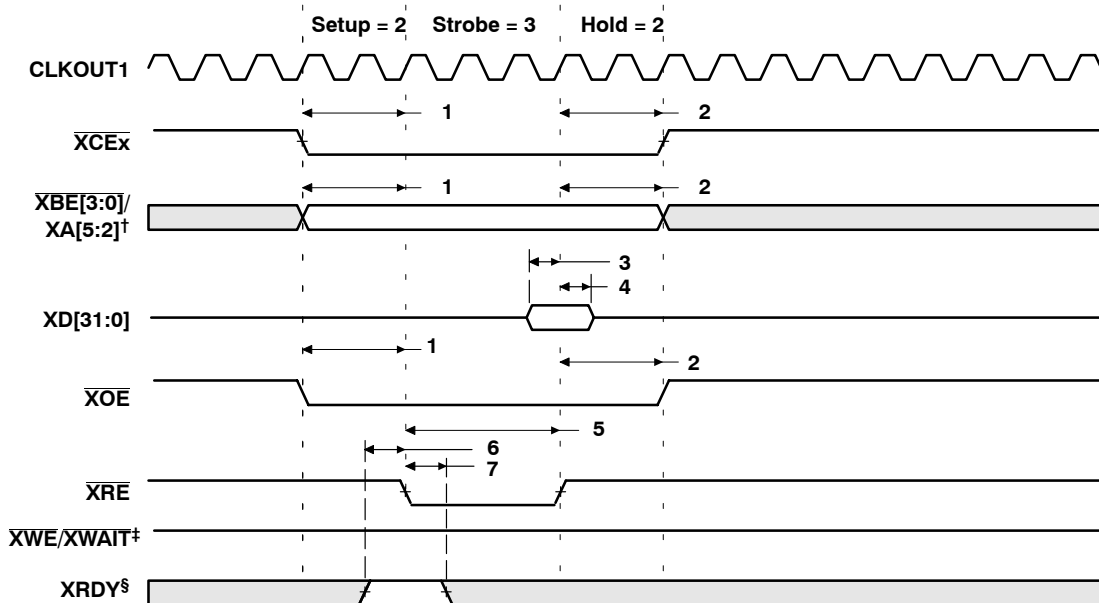 Setup = 2 Strobe = 3 Hold = 2
CLKOUT1
1 2
XCEx
1 2
XBE[3:0]/
XA[5:2]†
3
4
XD[31:0]
1
2
XOE
5
6
7
XRE
XWE/XWAIT‡
XRDY§